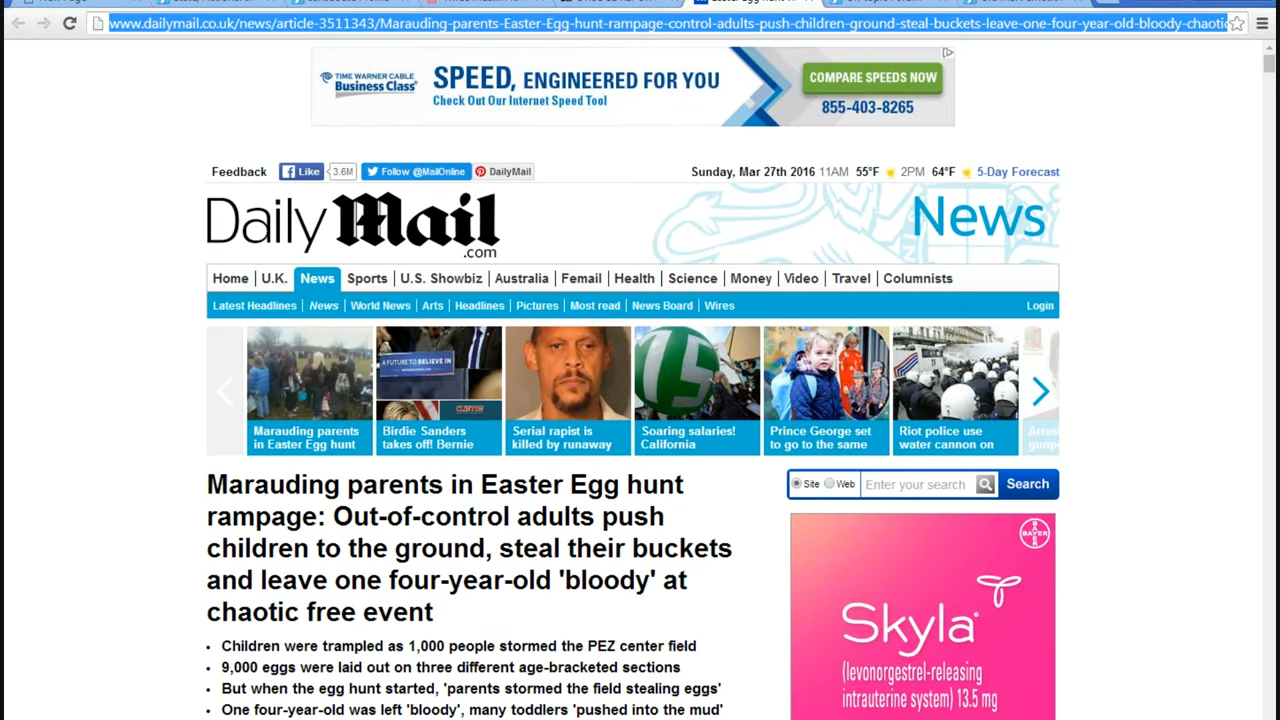 www.dailymail.co.uk/news/article-3511343/Marauding-parents-Easter-Egg-hunt-rampage-control-adults-push-children-ground-steal-buckets-leave-one-four-year-old-bloody-chaotic
TIME WARNER CABLE
Business Class
SPEED, ENGINEERED FOR YOU
Check Out Our Internet Speed Tool
COMPARE SPEEDS NOW
855-403-8265
Feedback Like 3.6M Follow @MailOnline DailyMail
Sunday, Mar 27th 2016 11AM 55°F 2PM 64°F 5-Day Forecast
Daily Mail
.com
News
Home U.K. News Sports U.S. Showbiz Australia Femail Health Science Money Video Travel Columnists
Latest Headlines News World News Arts Headlines Pictures Most read News Board Wires Login
A FUTURE TO BELIEVE IN
CLINTON
15
Marauding parents
in Easter Egg hunt
Birdie Sanders
takes off! Bernie
Serial rapist is
killed by runaway
Soaring salaries!
California
Prince George set
to go to the same
Riot police use
water cannon on
Marauding parents in Easter Egg hunt
rampage: Out-of-control adults push
children to the ground, steal their buckets
and leave one four-year-old 'bloody' at
chaotic free event
Site Web Enter your search Search
• Children were trampled as 1,000 people stormed the PEZ center field
• 9,000 eggs were laid out on three different age-bracketed sections
• But when the egg hunt started, 'parents stormed the field stealing eggs'
• One four-year-old was left 'bloody', many toddlers 'pushed into the mud'
BAYER
Skyla®
(levonorgestrel-releasing
intrauterine system) 13.5 mg